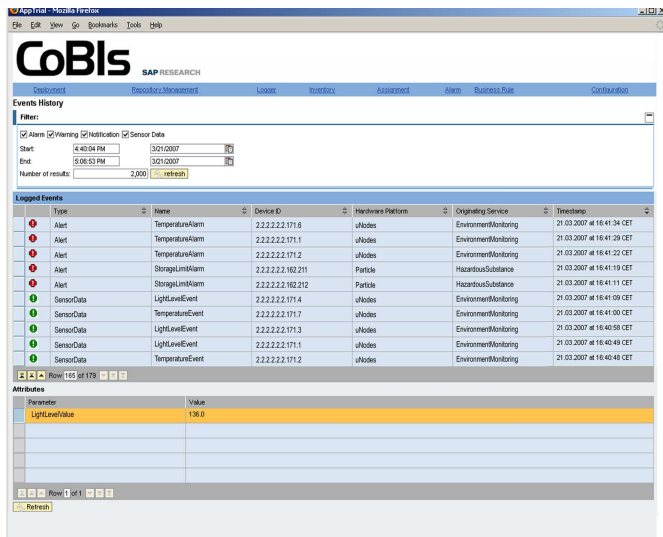 AppTrial - Mozilla Firefox
File Edit View Go Bookmarks Tools Help
CoBIs SAP RESEARCH
Deployment Repository Management Logger Inventory Assignment Alarm Business Rule Configuration
Events History
Filter:
Alarm Warning Notification Sensor Data
Start: 4:40:04 PM 3/21/2007
End: 5:06:53 PM 3/21/2007
Number of results: 2,000 refresh
Logged Events
Type Name Device ID Hardware Platform Originating Service Timestamp
Alert TemperatureAlarm 2.2.2.2.2.2.171.6 uNodes EnvironmentMonitoring 21.03.2007 at 16:41:34 CET
Alert TemperatureAlarm 2.2.2.2.2.2.171.1 uNodes EnvironmentMonitoring 21.03.2007 at 16:41:29 CET
Alert TemperatureAlarm 2.2.2.2.2.2.171.2 uNodes EnvironmentMonitoring 21.03.2007 at 16:41:22 CET
Alert StorageLimitAlarm 2.2.2.2.2.2.162.211 Particle HazardousSubstance 21.03.2007 at 16:41:19 CET
Alert StorageLimitAlarm 2.2.2.2.2.2.162.212 Particle HazardousSubstance 21.03.2007 at 16:41:11 CET
SensorData LightLevelEvent 2.2.2.2.2.2.171.4 uNodes EnvironmentMonitoring 21.03.2007 at 16:41:09 CET
SensorData TemperatureEvent 2.2.2.2.2.2.171.7 uNodes EnvironmentMonitoring 21.03.2007 at 16:41:00 CET
SensorData LightLevelEvent 2.2.2.2.2.2.171.3 uNodes EnvironmentMonitoring 21.03.2007 at 16:40:58 CET
SensorData LightLevelEvent 2.2.2.2.2.2.171.1 uNodes EnvironmentMonitoring 21.03.2007 at 16:40:49 CET
SensorData TemperatureEvent 2.2.2.2.2.2.171.2 uNodes EnvironmentMonitoring 21.03.2007 at 16:40:48 CET
Row 165 of 179
Attributes
Parameter Value
LightLevelValue 136.0
Row 1 of 1
Refresh